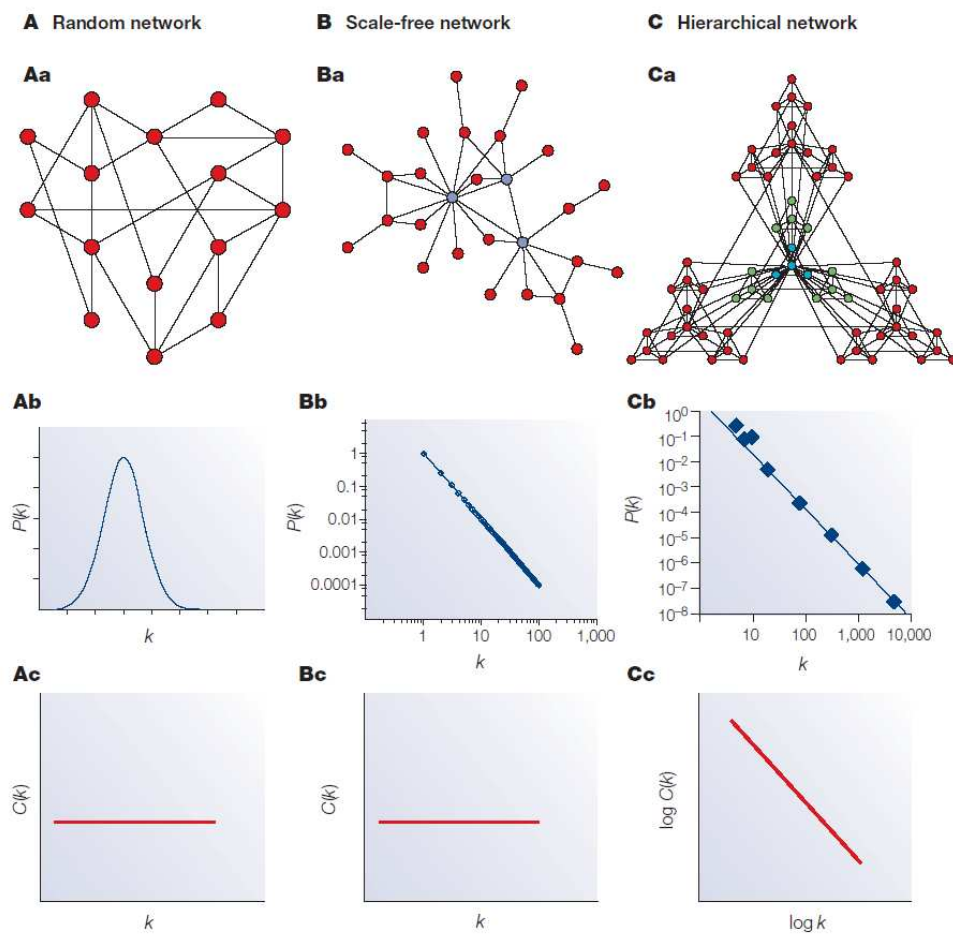 A Random network
B Scale-free network
C Hierarchical network
Aa
Ba
Ca
Ab
P(k)
k
Bb
P(k)
1
0.1
0.01
0.001
0.0001
1 10 100 1,000
k
Cb
P(k)
10⁰
10⁻¹
10⁻²
10⁻³
10⁻⁴
10⁻⁵
10⁻⁶
10⁻⁷
10⁻⁸
10 100 1,000 10,000
k
Ac
C(k)
k
Bc
C(k)
k
Cc
log C(k)
log k